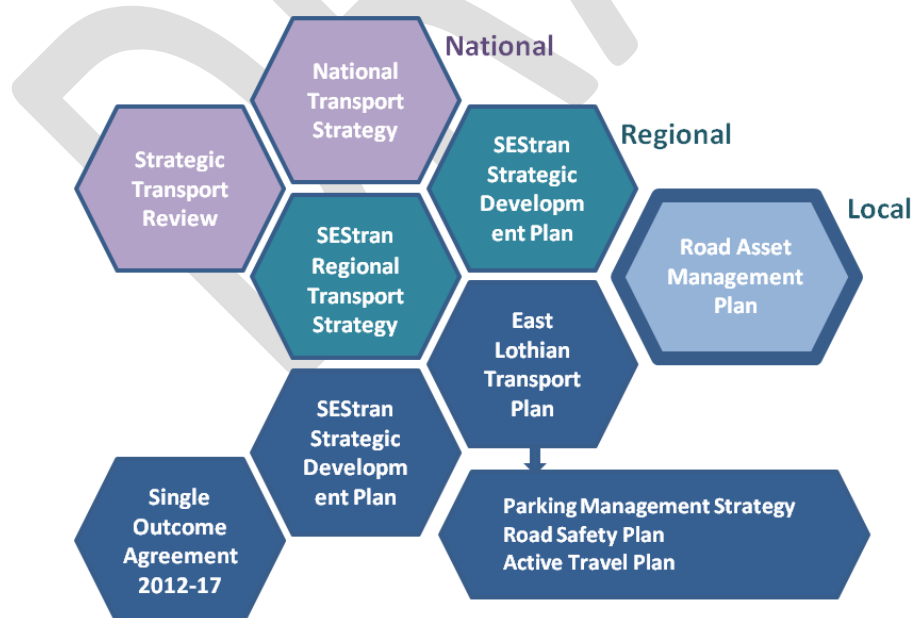 National
National
Transport
Strategy
Regional
SEStran
Strategic
Developm
ent Plan
Strategic
Transport
Review
Local
Road Asset
Management
Plan
SEStran
Regional
Transport
Strategy
East
Lothian
Transport
Plan
SEStran
Strategic
Developm
ent Plan
Single
Outcome
Agreement
2012-17
Parking Management Strategy
Road Safety Plan
Active Travel Plan